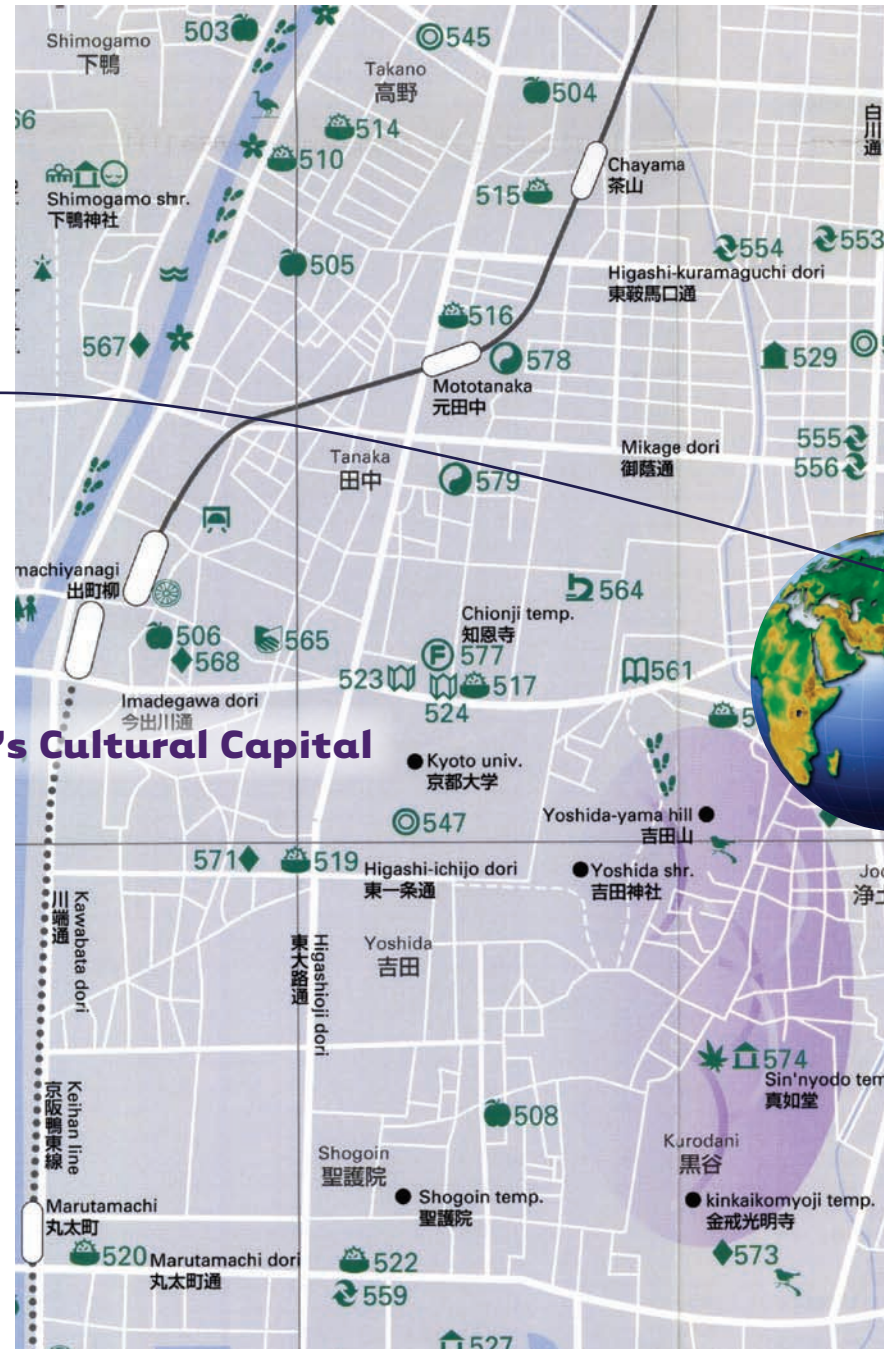 Shimogamo
下鴨
503
545
Takano
高野
504
514
510
66
白川通
Chayama
茶山
515
Shimogamo shr.
下鴨神社
554
553
505
Higashi-kuramaguchi dori
東鞍馬口通
516
567
578
529
Mototanaka
元田中
Tanaka
田中
Mikage dori
御蔭通
555
556
579
machiyanagi
出町柳
564
Chionji temp.
知恩寺
506
565
577
568
523
517
561
524
Imadegawa dori
今出川通
's Cultural Capital
Kyoto univ.
京都大学
547
Yoshida-yama hill
吉田山
571
519
Higashi-ichijo dori
東一条通
Yoshida shr.
吉田神社
Kawabata dori
川端通
Higashioji dori
東大路通
Yoshida
吉田
574
Sin'nyodo tem
真如堂
Keihan line
京阪鴨東線
508
Shogoin
聖護院
Kurodani
黒谷
Shogoin temp.
聖護院
kinkaikomyoji temp.
金戒光明寺
Marutamachi
丸太町
573
520
Marutamachi dori
丸太町通
522
559
527